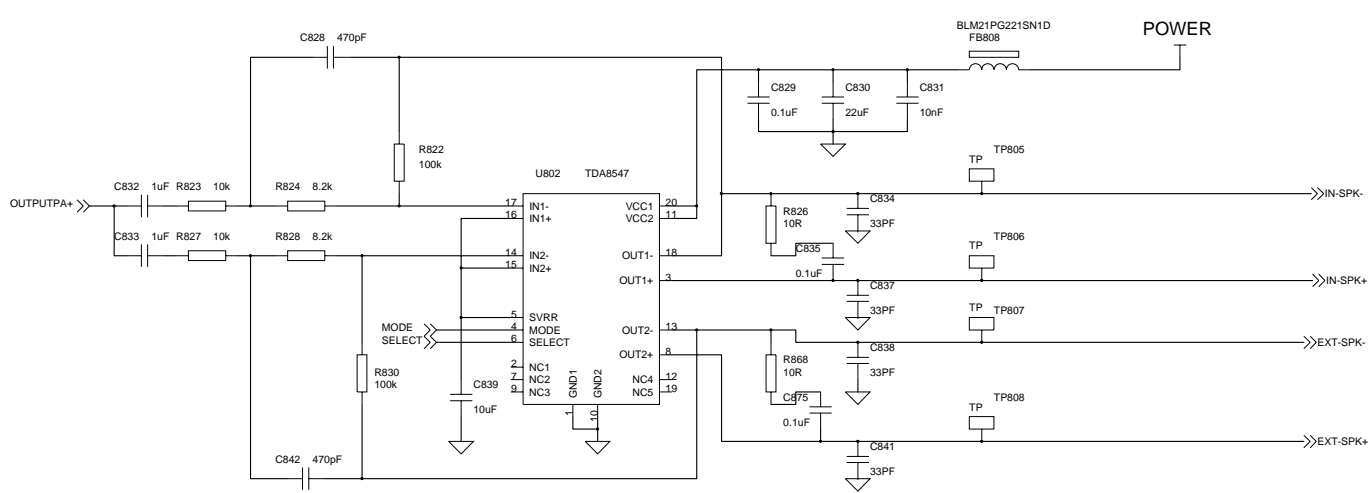 BLM21PG221SN1D
FB808
POWER
C828 470pF
C829
0.1uF
C830
22uF
C831
10nF
R822
100k
TP805
TP
U802 TDA8547
C832 1uF R823 10k R824 8.2k
OUTPUTPA+
17 IN1- VCC1 20
16 IN1+ VCC2 11
IN-SPK-
R826
10R
C834
33PF
C833 1uF R827 10k R828 8.2k
TP806
TP
14 IN2- OUT1- 18
15 IN2+
C835
0.1uF
OUT1+ 3
IN-SPK+
C837
33PF
TP807
TP
5 SVRR
MODE 4 MODE OUT2- 13
SELECT 6 SELECT
EXT-SPK-
OUT2+ 8
R868
10R
C838
33PF
R830
100k
2 NC1
7 NC2 NC4 12
9 NC3 NC5 19
GND1
GND2
1
10
C839
10uF
C875
0.1uF
TP808
TP
EXT-SPK+
C841
33PF
C842 470pF